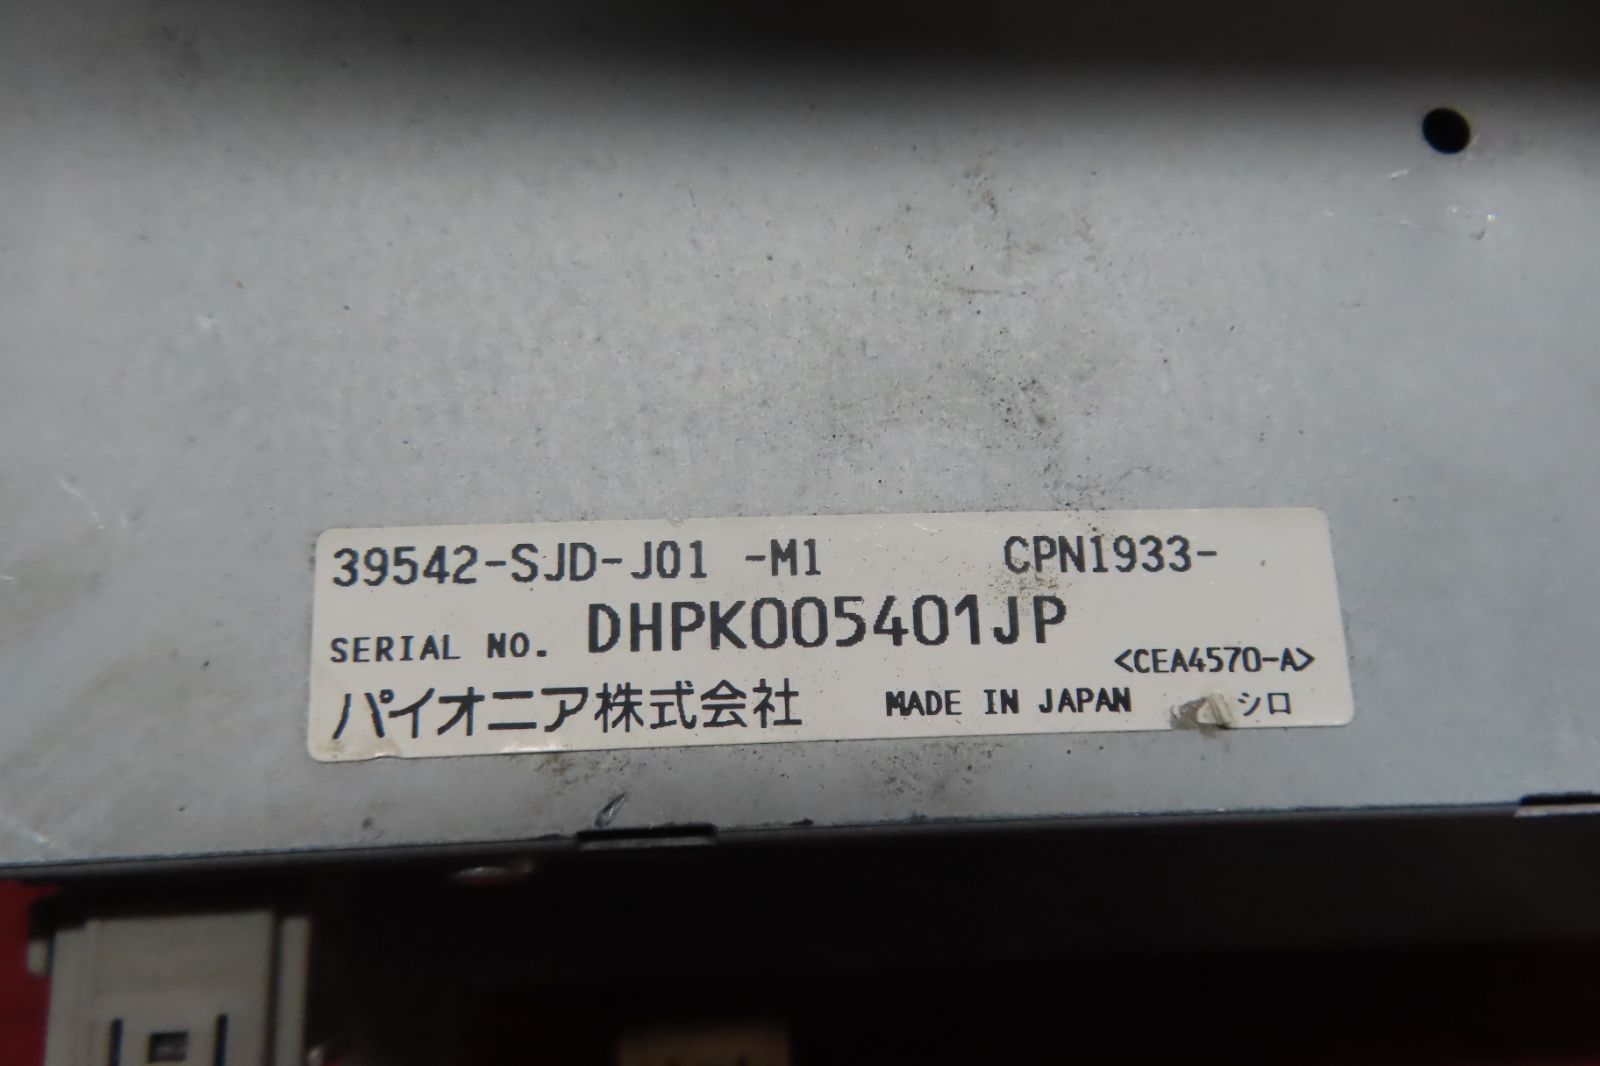 39542-SJD-J01 -M1 CPN1933-
SERIAL NO. DHPK005401JP
<CEA4570-A>
パイオニア株式会社 MADE IN JAPAN シロ